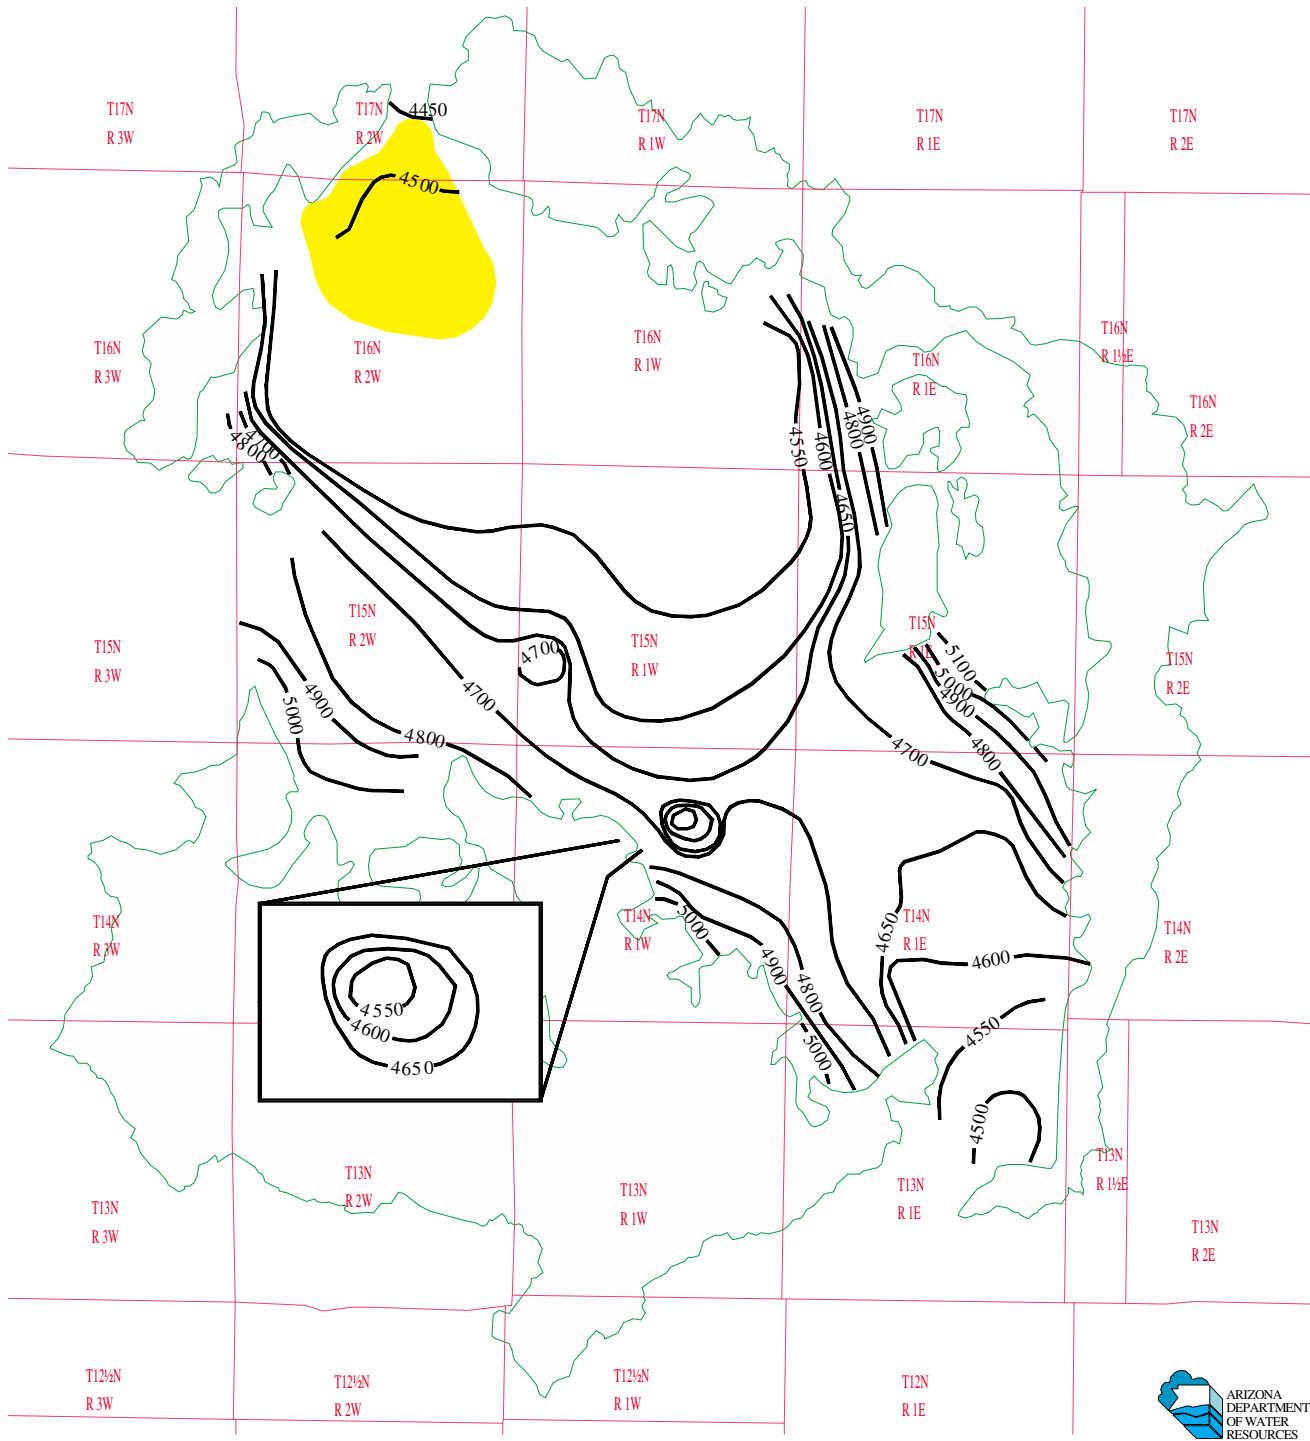 4450
T17N
R 3W
T17N
R 2W
T17N
R 1W
T17N
R 1E
T17N
R 2E
4500
T16N
R 3W
T16N
R 2W
T16N
R 1W
T16N
R 1E
T16N
R 1½E
T16N
R 2E
4700
4800
4550
4600
4650
4800
4900
T15N
R 3W
T15N
R 2W
T15N
R 1W
T15N
R 1E
T15N
R 2E
4700
4700
4900
5000
4800
5100
5000
4900
4800
4700
T14N
R 3W
T14N
R 1W
T14N
R 1E
T14N
R 2E
5000
4900
4800
5000
4650
4600
4550
4500
4550
4600
4650
T13N
R 3W
T13N
R 2W
T13N
R 1W
T13N
R 1E
T13N
R 1½E
T13N
R 2E
T12½N
R 3W
T12½N
R 2W
T12½N
R 1W
T12N
R 1E
ARIZONA
DEPARTMENT
OF WATER
RESOURCES